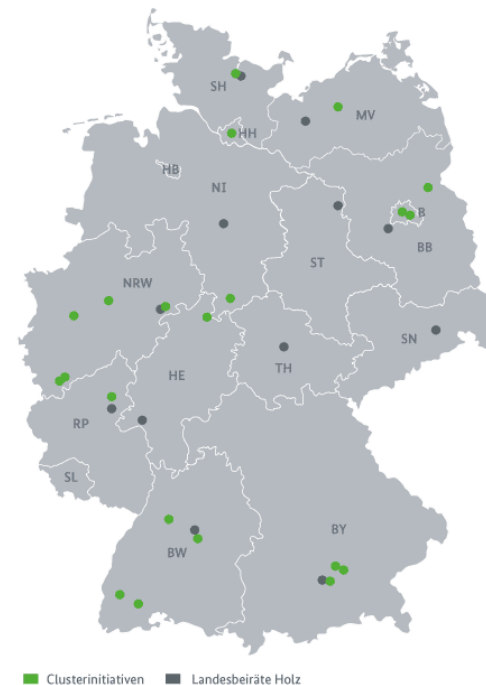 SH
MV
HH
HB
NI
B
BB
ST
NRW
SN
HE
TH
RP
SL
BY
BW
Clusterinitiativen Landesbeiräte Holz